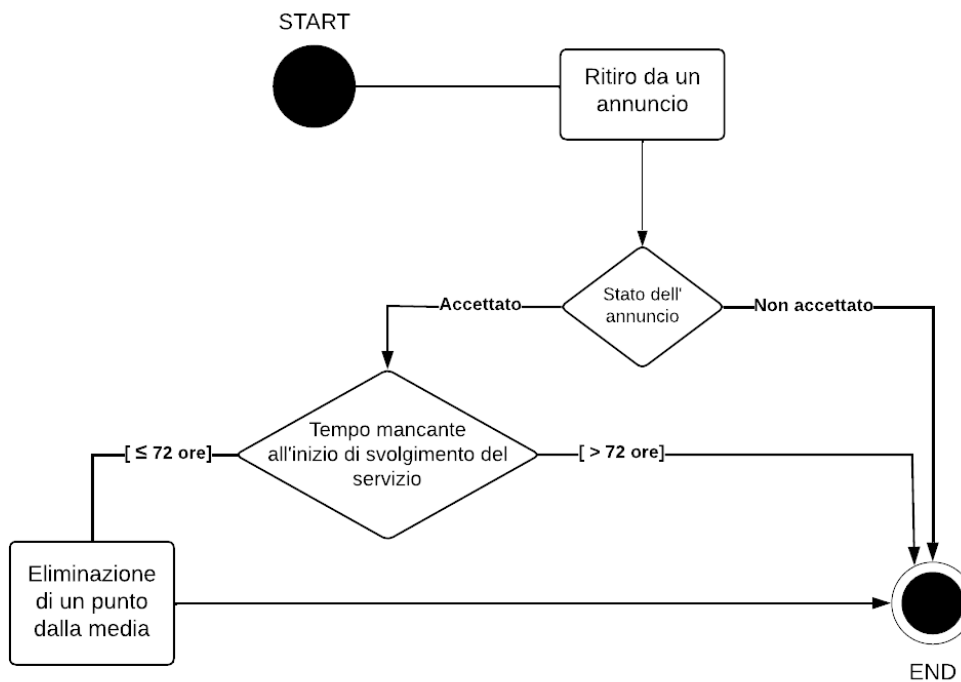 START
Ritiro da un
annuncio
Stato dell'
annuncio
Accettato
Non accettato
Tempo mancante
all'inizio di svolgimento del
servizio
[ ≤ 72 ore]
[ > 72 ore]
Eliminazione
di un punto
dalla media
END